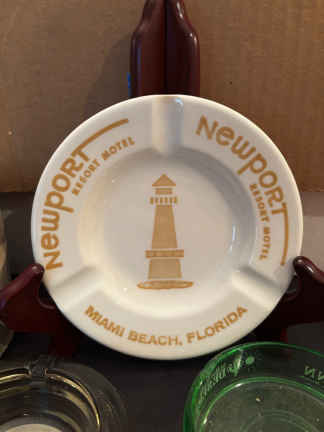 Newport
RESORT MOTEL
Newport
RESORT MOTEL
MIAMI BEACH, FLORIDA